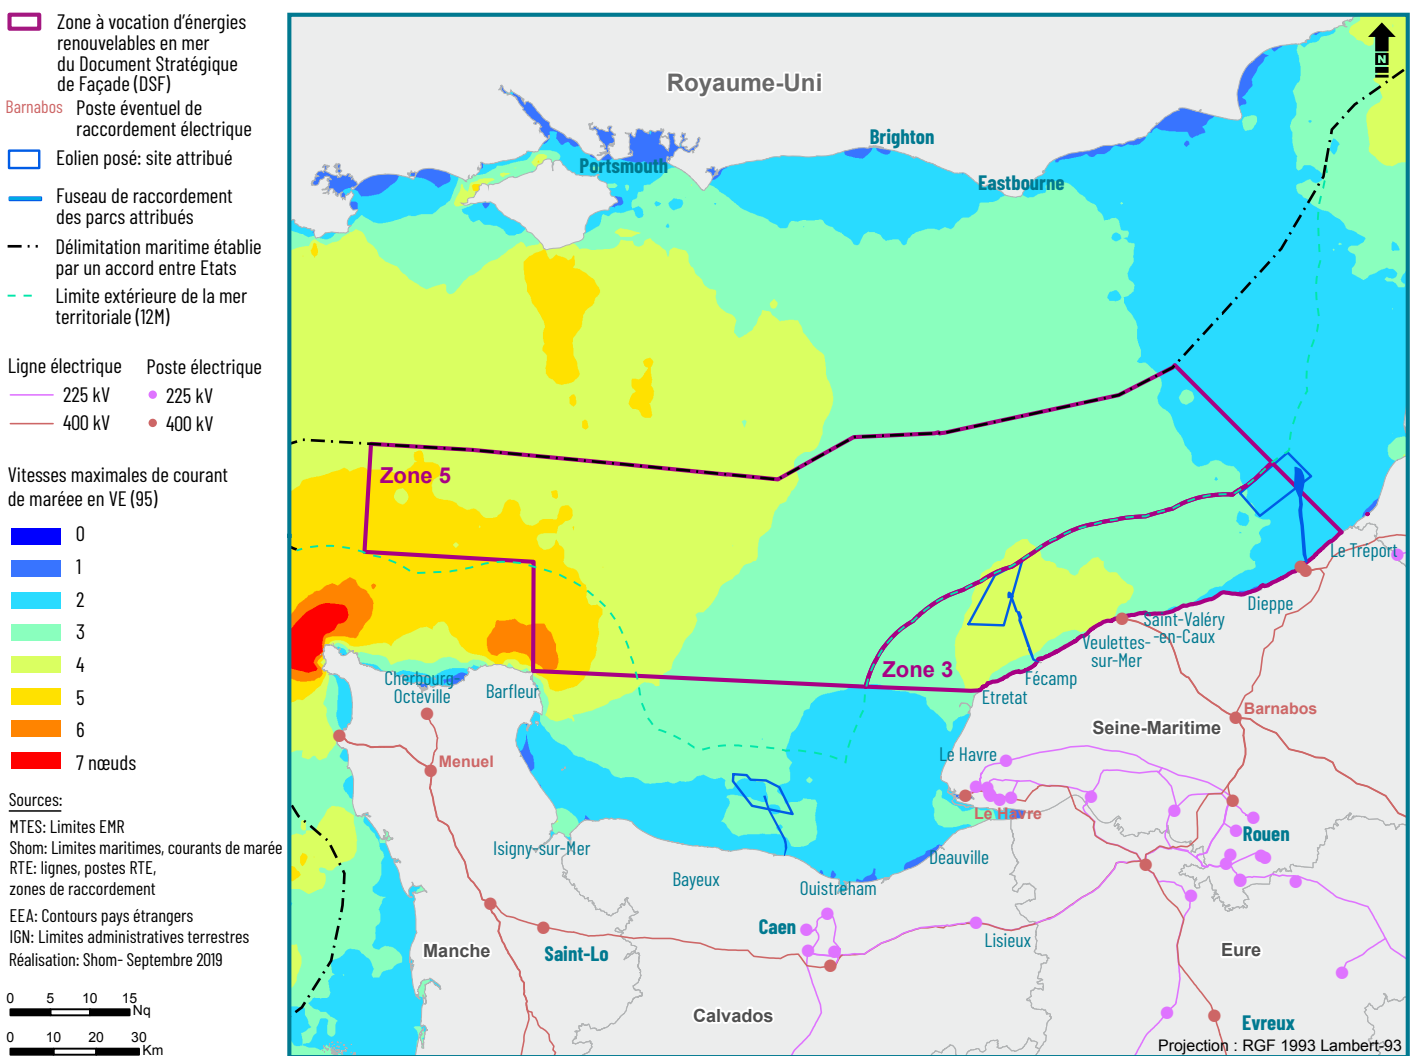 Zone à vocation d'énergies
renouvelables en mer
du Document Stratégique
de Façade (DSF)
Barnabos Poste éventuel de
raccordement électrique
Eolien posé: site attribué
Fuseau de raccordement
des parcs attribués
Délimitation maritime établie
par un accord entre Etats
Limite extérieure de la mer
territoriale (12M)
Ligne électrique Poste électrique
225 kV 225 kV
400 kV 400 kV
Vitesses maximales de courant
de maréee en VE (95)
0
1
2
3
4
5
6
7 nœuds
Sources:
MTES: Limites EMR
Shom: Limites maritimes, courants de marée
RTE: lignes, postes RTE,
zones de raccordement
EEA: Contours pays étrangers
IGN: Limites administratives terrestres
Réalisation: Shom- Septembre 2019
0 5 10 15
Nq
0 10 20 30
Km
N
Royaume-Uni
Brighton
Portsmouth
Eastbourne
Zone 5
Zone 3
Le Treport
Dieppe
Saint-Valéry
-en-Caux
Veulettes-
sur-Mer
Fécamp
Etretat
Cherbourg
Octeville
Barfleur
Menuel
Barnabos
Seine-Maritime
Le Havre
Le Havre
Rouen
Isigny-sur-Mer
Deauville
Bayeux
Ouistreham
Caen
Lisieux
Manche
Saint-Lo
Eure
Calvados
Evreux
Projection : RGF 1993 Lambert-93